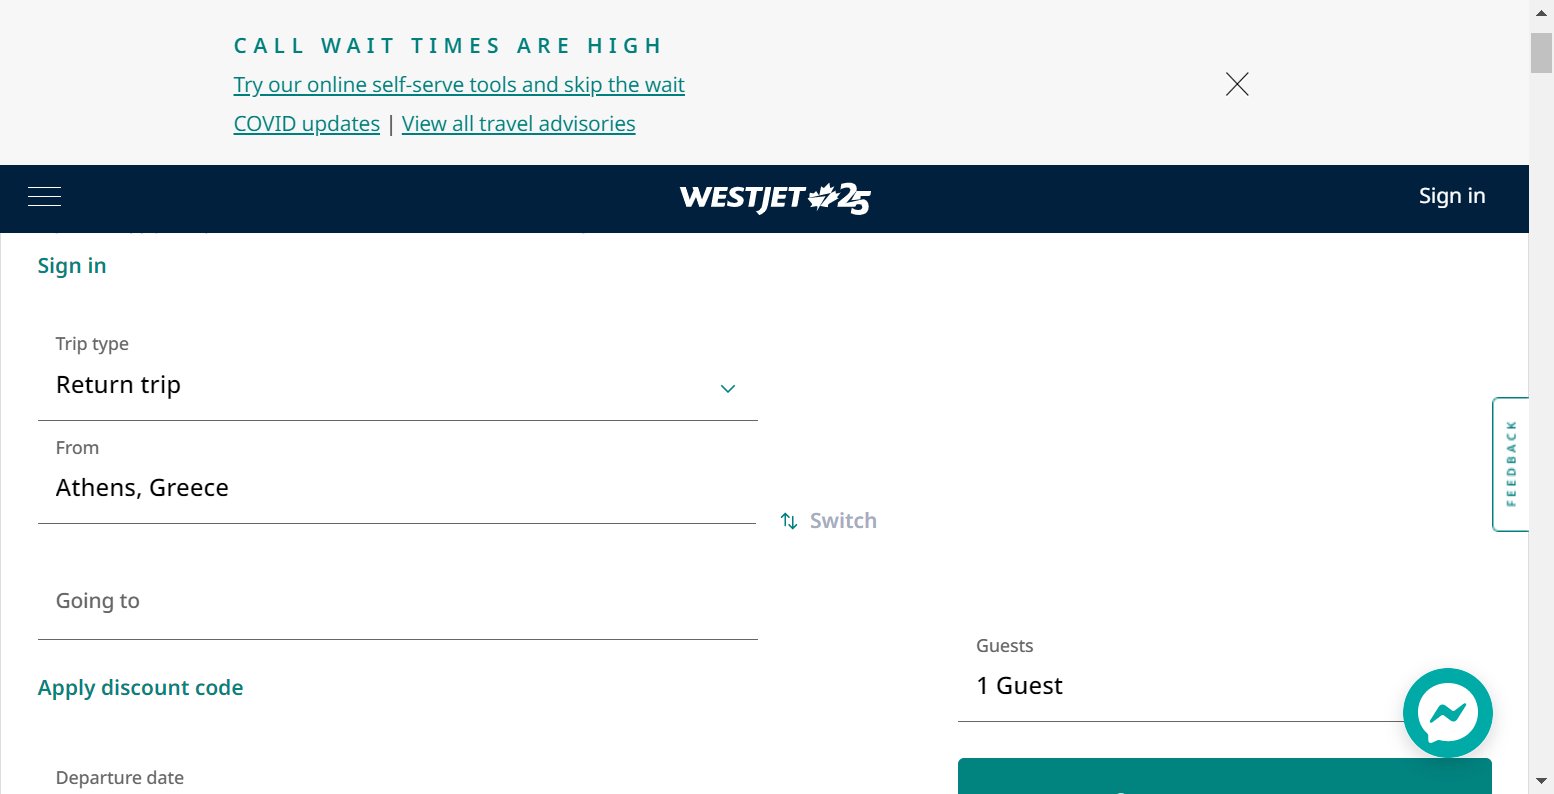 CALL WAIT TIMES ARE HIGH
Try our online self-serve tools and skip the wait
COVID updates | View all travel advisories
WESTJET 25
Sign in
Sign in
Trip type
Return trip
From
Athens, Greece
Switch
Going to
Apply discount code
Guests
1 Guest
Departure date
FEEDBACK